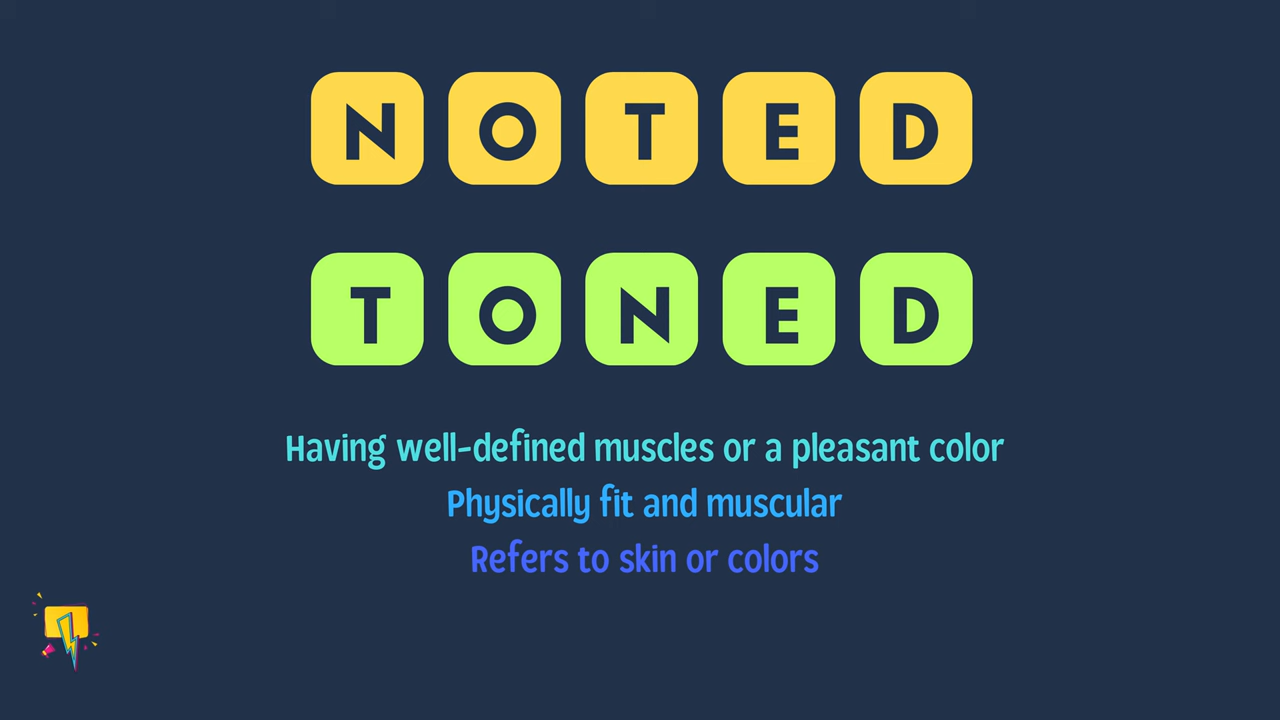 NOTED
TONED
Having well-defined muscles or a pleasant color
Physically fit and muscular
Refers to skin or colors